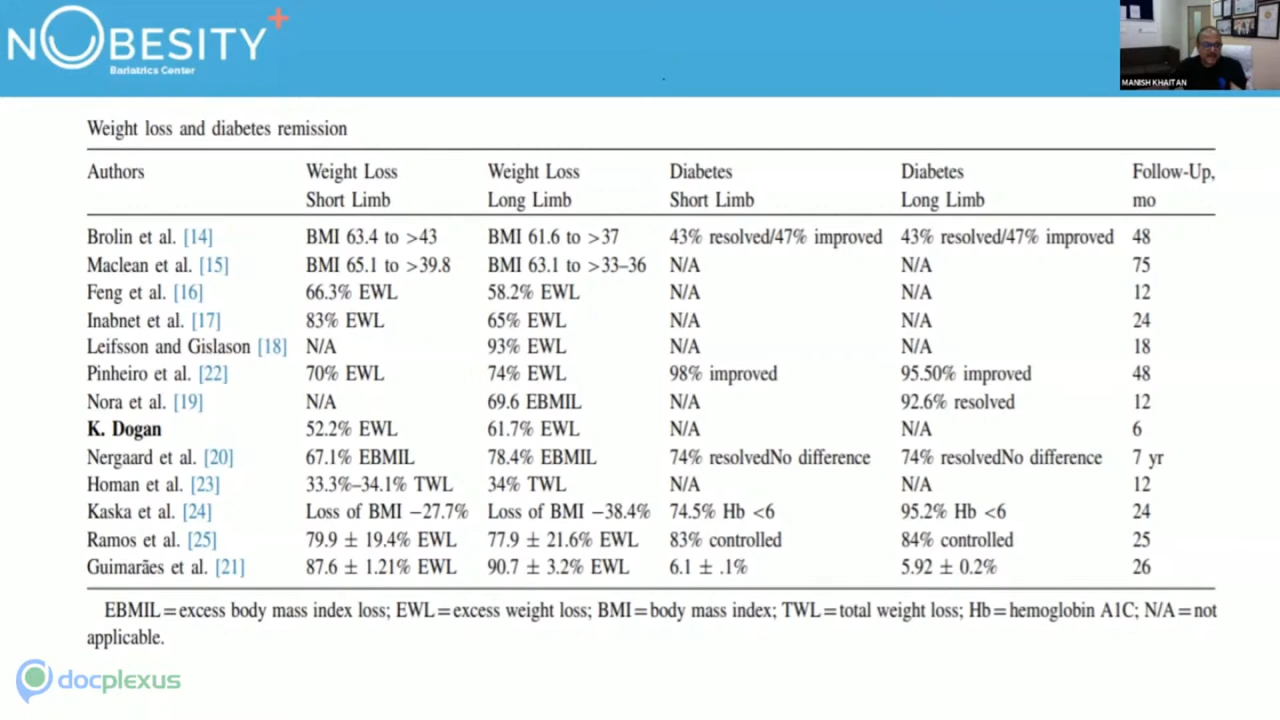 NOBESITY+
Bariatrics Center
MANISH KHAITAN
Weight loss and diabetes remission
Authors Weight Loss Short Limb Weight Loss Long Limb Diabetes Short Limb Diabetes Long Limb Follow-Up, mo
Brolin et al. [14] BMI 63.4 to >43 BMI 61.6 to >37 43% resolved/47% improved 43% resolved/47% improved 48
Maclean et al. [15] BMI 65.1 to >39.8 BMI 63.1 to >33–36 N/A N/A 75
Feng et al. [16] 66.3% EWL 58.2% EWL N/A N/A 12
Inabnet et al. [17] 83% EWL 65% EWL N/A N/A 24
Leifsson and Gislason [18] N/A 93% EWL N/A N/A 18
Pinheiro et al. [22] 70% EWL 74% EWL 98% improved 95.50% improved 48
Nora et al. [19] N/A 69.6 EBMIL N/A 92.6% resolved 12
K. Dogan 52.2% EWL 61.7% EWL N/A N/A 6
Nergaard et al. [20] 67.1% EBMIL 78.4% EBMIL 74% resolvedNo difference 74% resolvedNo difference 7 yr
Homan et al. [23] 33.3%–34.1% TWL 34% TWL N/A N/A 12
Kaska et al. [24] Loss of BMI −27.7% Loss of BMI −38.4% 74.5% Hb <6 95.2% Hb <6 24
Ramos et al. [25] 79.9 ± 19.4% EWL 77.9 ± 21.6% EWL 83% controlled 84% controlled 25
Guimarães et al. [21] 87.6 ± 1.21% EWL 90.7 ± 3.2% EWL 6.1 ± .1% 5.92 ± 0.2% 26
EBMIL=excess body mass index loss; EWL=excess weight loss; BMI=body mass index; TWL=total weight loss; Hb=hemoglobin A1C; N/A=not
applicable.
docplexus